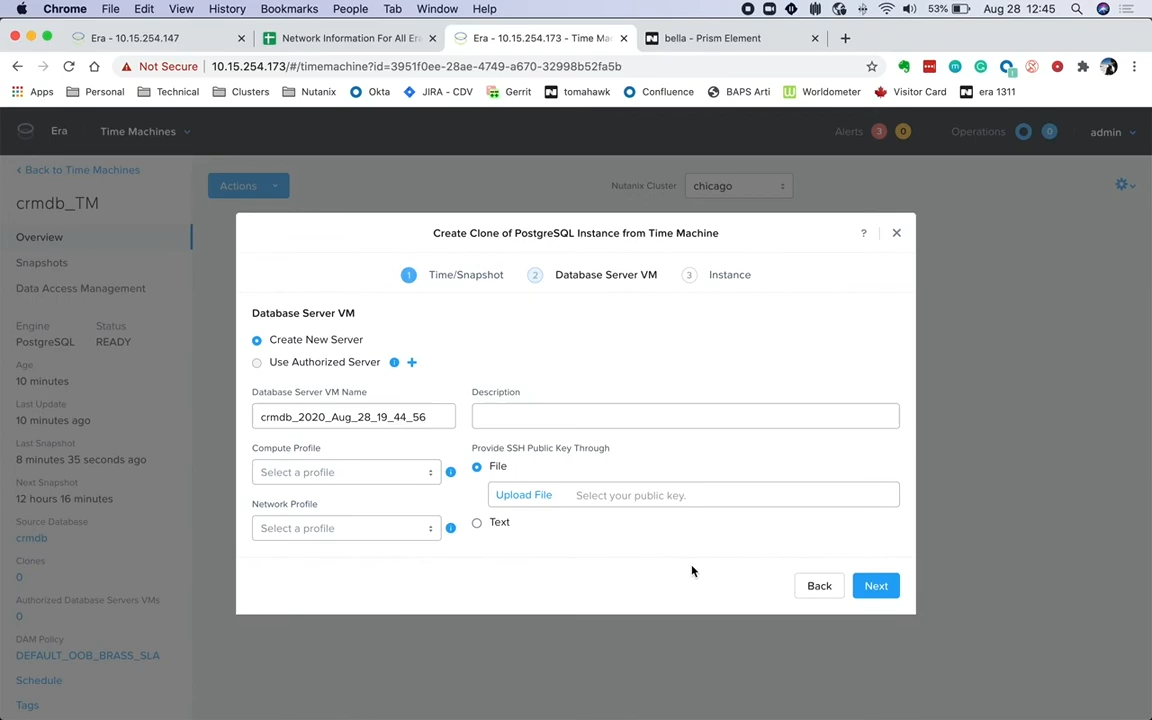 Chrome File Edit View History Bookmarks People Tab Window Help 53% Aug 28 12:45
Era - 10.15.254.147 Network Information For All Era Era - 10.15.254.173 - Time Mac bella - Prism Element
Not Secure 10.15.254.173/#/timemachine?id=3951f0ee-28ae-4749-a670-32998b52fa5b
Apps Personal Technical Clusters Nutanix Okta JIRA - CDV Gerrit tomahawk Confluence BAPS Arti Worldometer Visitor Card era 1311
Era Time Machines Alerts 3 0 Operations 0 admin
< Back to Time Machines
Actions Nutanix Cluster chicago
crmdb_TM
Overview
Snapshots
Data Access Management
Engine Status
PostgreSQL READY
Age
10 minutes
Last Update
10 minutes ago
Last Snapshot
8 minutes 35 seconds ago
Next Snapshot
12 hours 16 minutes
Source Database
crmdb
Clones
0
Authorized Database Servers VMs
0
DAM Policy
DEFAULT_OOB_BRASS_SLA
Schedule
Tags
Create Clone of PostgreSQL Instance from Time Machine ?
1 Time/Snapshot 2 Database Server VM 3 Instance
Database Server VM
Create New Server
Use Authorized Server
Database Server VM Name Description
crmdb_2020_Aug_28_19_44_56
Compute Profile Provide SSH Public Key Through
Select a profile File
Upload File Select your public key.
Network Profile
Select a profile Text
Back Next